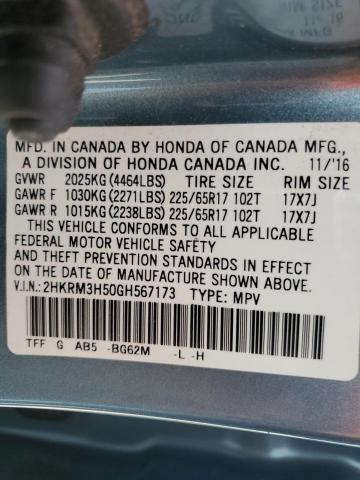 MFD. IN CANADA BY HONDA OF CANADA MFG.,
A DIVISION OF HONDA CANADA INC. 11/'16
GVWR 2025KG (4464LBS) TIRE SIZE RIM SIZE
GAWR F 1030KG (2271LBS) 225/65R17 102T 17X7J
GAWR R 1015KG (2238LBS) 225/65R17 102T 17X7J
THIS VEHICLE CONFORMS TO ALL APPLICABLE
FEDERAL MOTOR VEHICLE SAFETY
AND THEFT PREVENTION STANDARDS IN EFFECT
ON THE DATE OF MANUFACTURE SHOWN ABOVE.
V.I.N.: 2HKRM3H50GH567173 TYPE: MPV
TFF G AB5 -BG62M -L -H